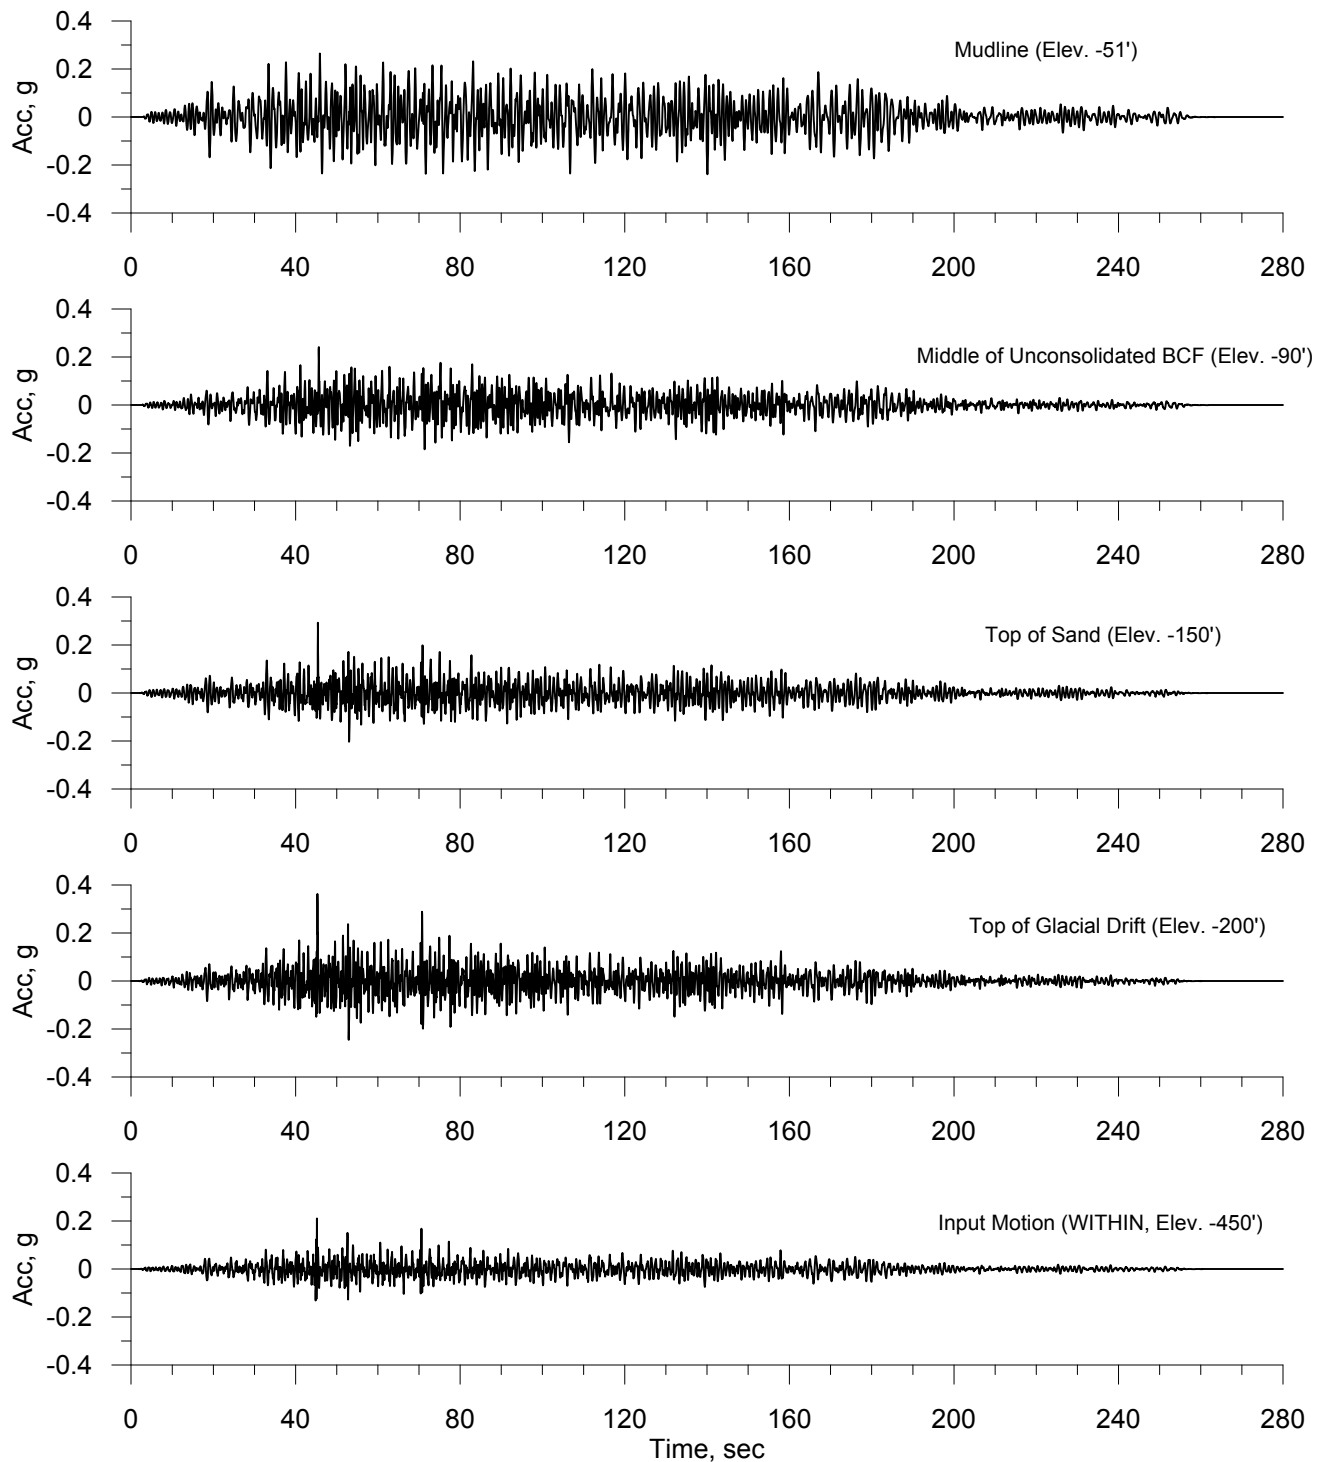 0.4
Mudline (Elev. -51')
0.2
Acc, g
0
-0.2
-0.4
0 40 80 120 160 200 240 280
0.4
Middle of Unconsolidated BCF (Elev. -90')
0.2
Acc, g
0
-0.2
-0.4
0 40 80 120 160 200 240 280
0.4
Top of Sand (Elev. -150')
0.2
Acc, g
0
-0.2
-0.4
0 40 80 120 160 200 240 280
0.4
Top of Glacial Drift (Elev. -200')
0.2
Acc, g
0
-0.2
-0.4
0 40 80 120 160 200 240 280
0.4
Input Motion (WITHIN, Elev. -450')
0.2
Acc, g
0
-0.2
-0.4
0 40 80 120 160 200 240 280
Time, sec